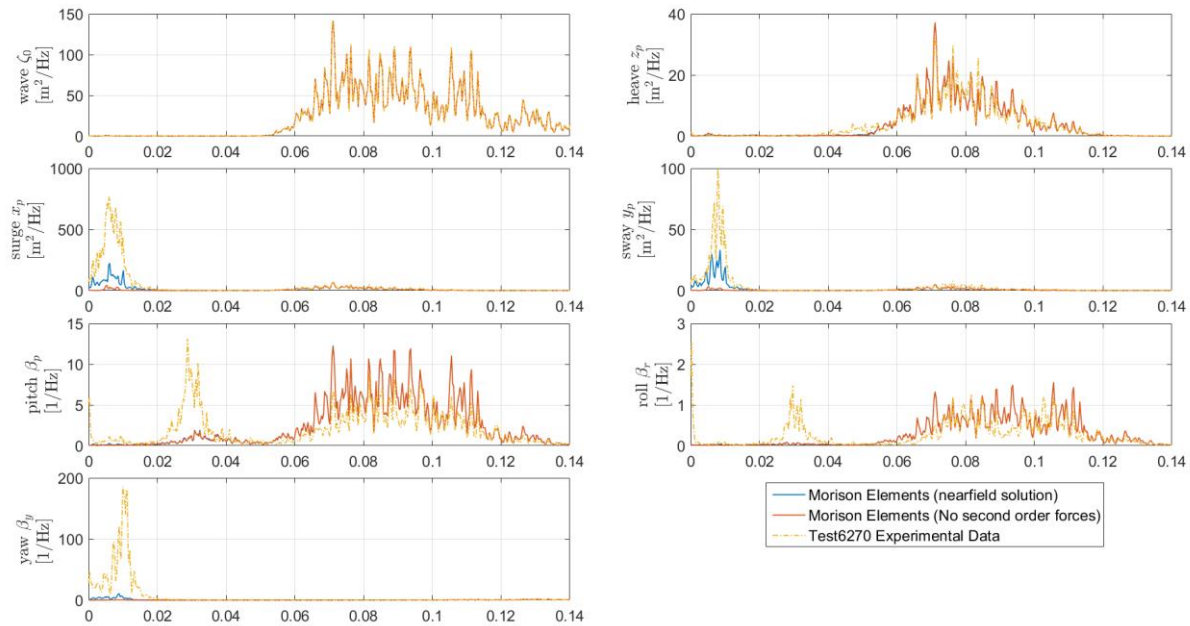 wave ζ₀
[m²/Hz]
150
100
50
0
0 0.02 0.04 0.06 0.08 0.1 0.12 0.14
heave zₚ
[m²/Hz]
40
20
0
0 0.02 0.04 0.06 0.08 0.1 0.12 0.14
surge xₚ
[m²/Hz]
1000
500
0
0 0.02 0.04 0.06 0.08 0.1 0.12 0.14
sway yₚ
[m²/Hz]
100
50
0
0 0.02 0.04 0.06 0.08 0.1 0.12 0.14
pitch βₚ
[1/Hz]
15
10
5
0
0 0.02 0.04 0.06 0.08 0.1 0.12 0.14
roll βᵣ
[1/Hz]
3
2
1
0
0 0.02 0.04 0.06 0.08 0.1 0.12 0.14
yaw βy
[1/Hz]
200
100
0
0 0.02 0.04 0.06 0.08 0.1 0.12 0.14
Morison Elements (nearfield solution)
Morison Elements (No second order forces)
Test6270 Experimental Data